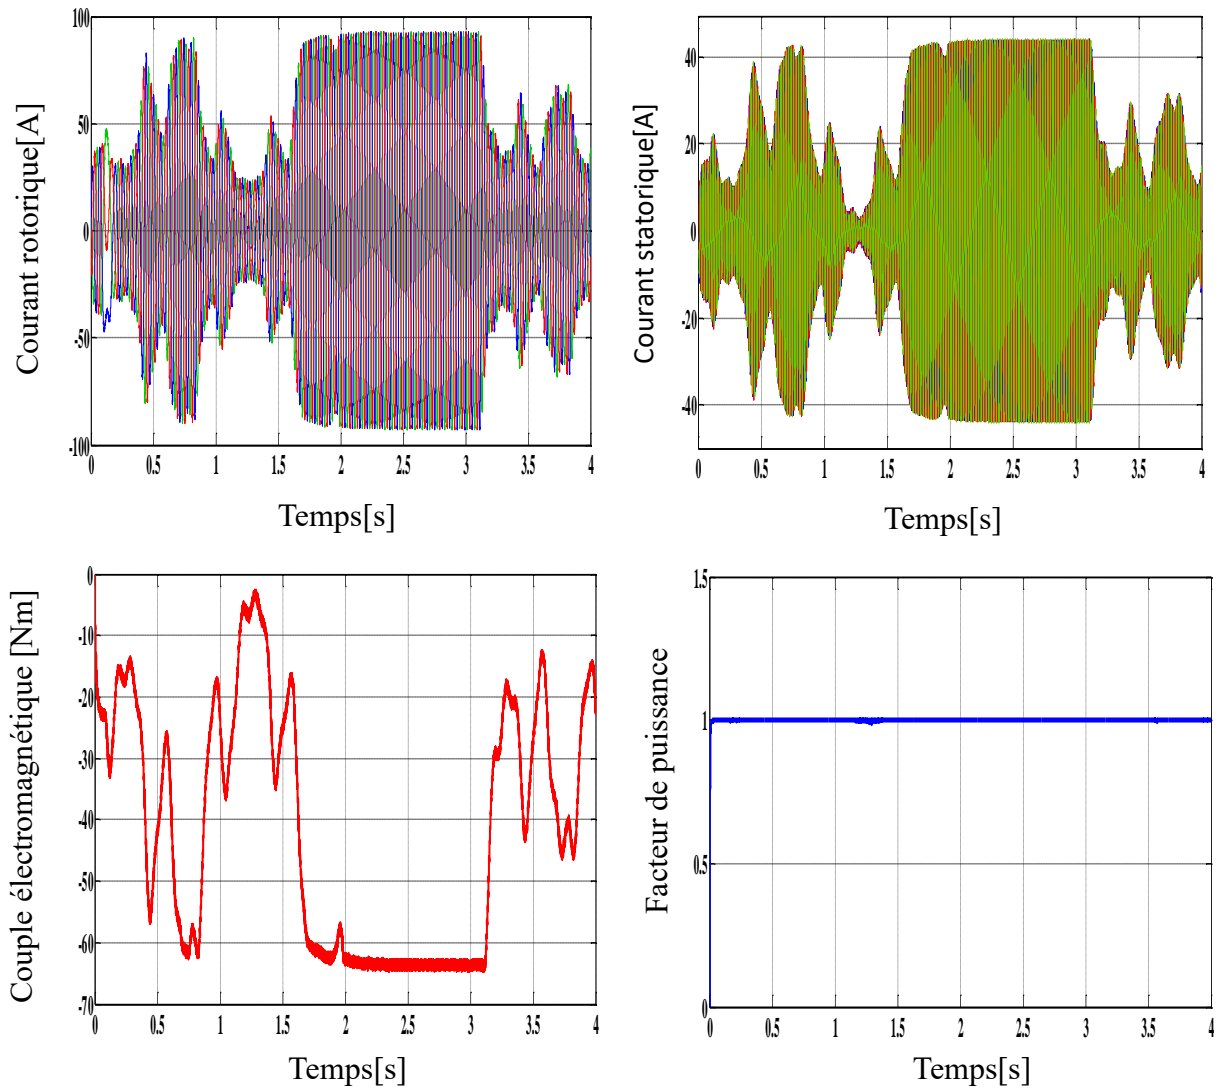 Courant rotorique[A]
100
50
0
-50
-100
0 0.5 1 1.5 2 2.5 3 3.5 4
Temps[s]
Courant statorique[A]
40
20
0
-20
-40
0 0.5 1 1.5 2 2.5 3 3.5 4
Temps[s]
Couple électromagnétique [Nm]
0
-10
-20
-30
-40
-50
-60
-70
0 0.5 1 1.5 2 2.5 3 3.5 4
Temps[s]
Facteur de puissance
1.5
1
0.5
0
0 0.5 1 1.5 2 2.5 3 3.5 4
Temps[s]